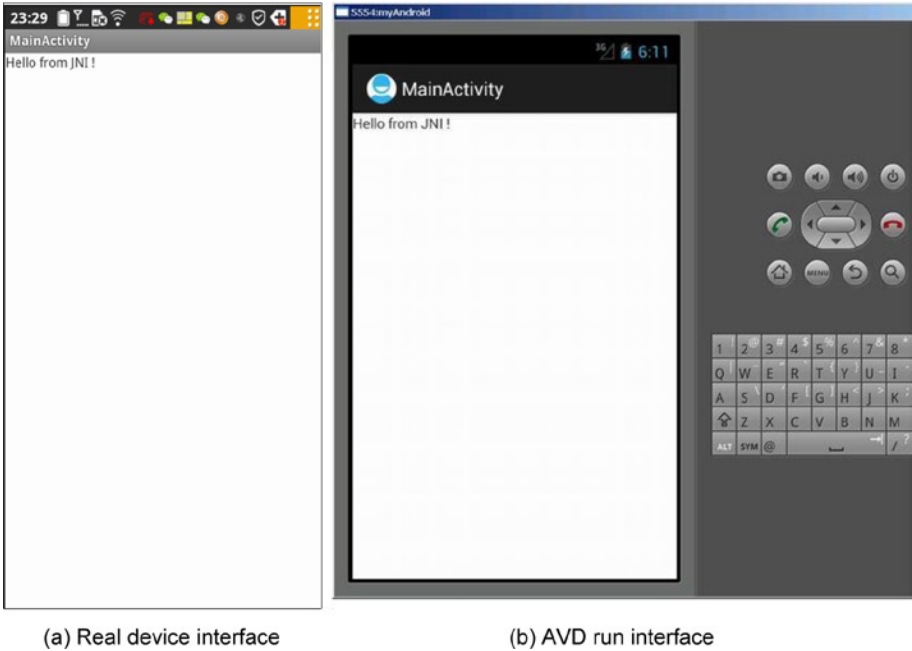 23:29
MainActivity
Hello from JNI !
5554:myAndroid
3G 6:11
MainActivity
Hello from JNI !
MENU
1 ! 2 @ 3 # 4 $ 5 % 6 ^ 7 & 8 *
Q W E R T { Y } U - I
A S \ D F [ G ] H < J > K ;
Z X C V B N M
ALT SYM @ / ?
(a) Real device interface
(b) AVD run interface